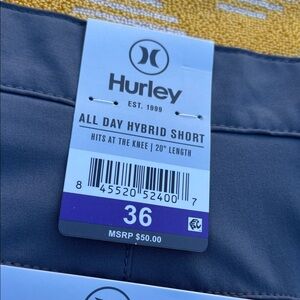 Hurley
EST. 1999
ALL DAY HYBRID SHORT
HITS AT THE KNEE | 20" LENGTH
8 45520 52400 7
36
MSRP $50.00